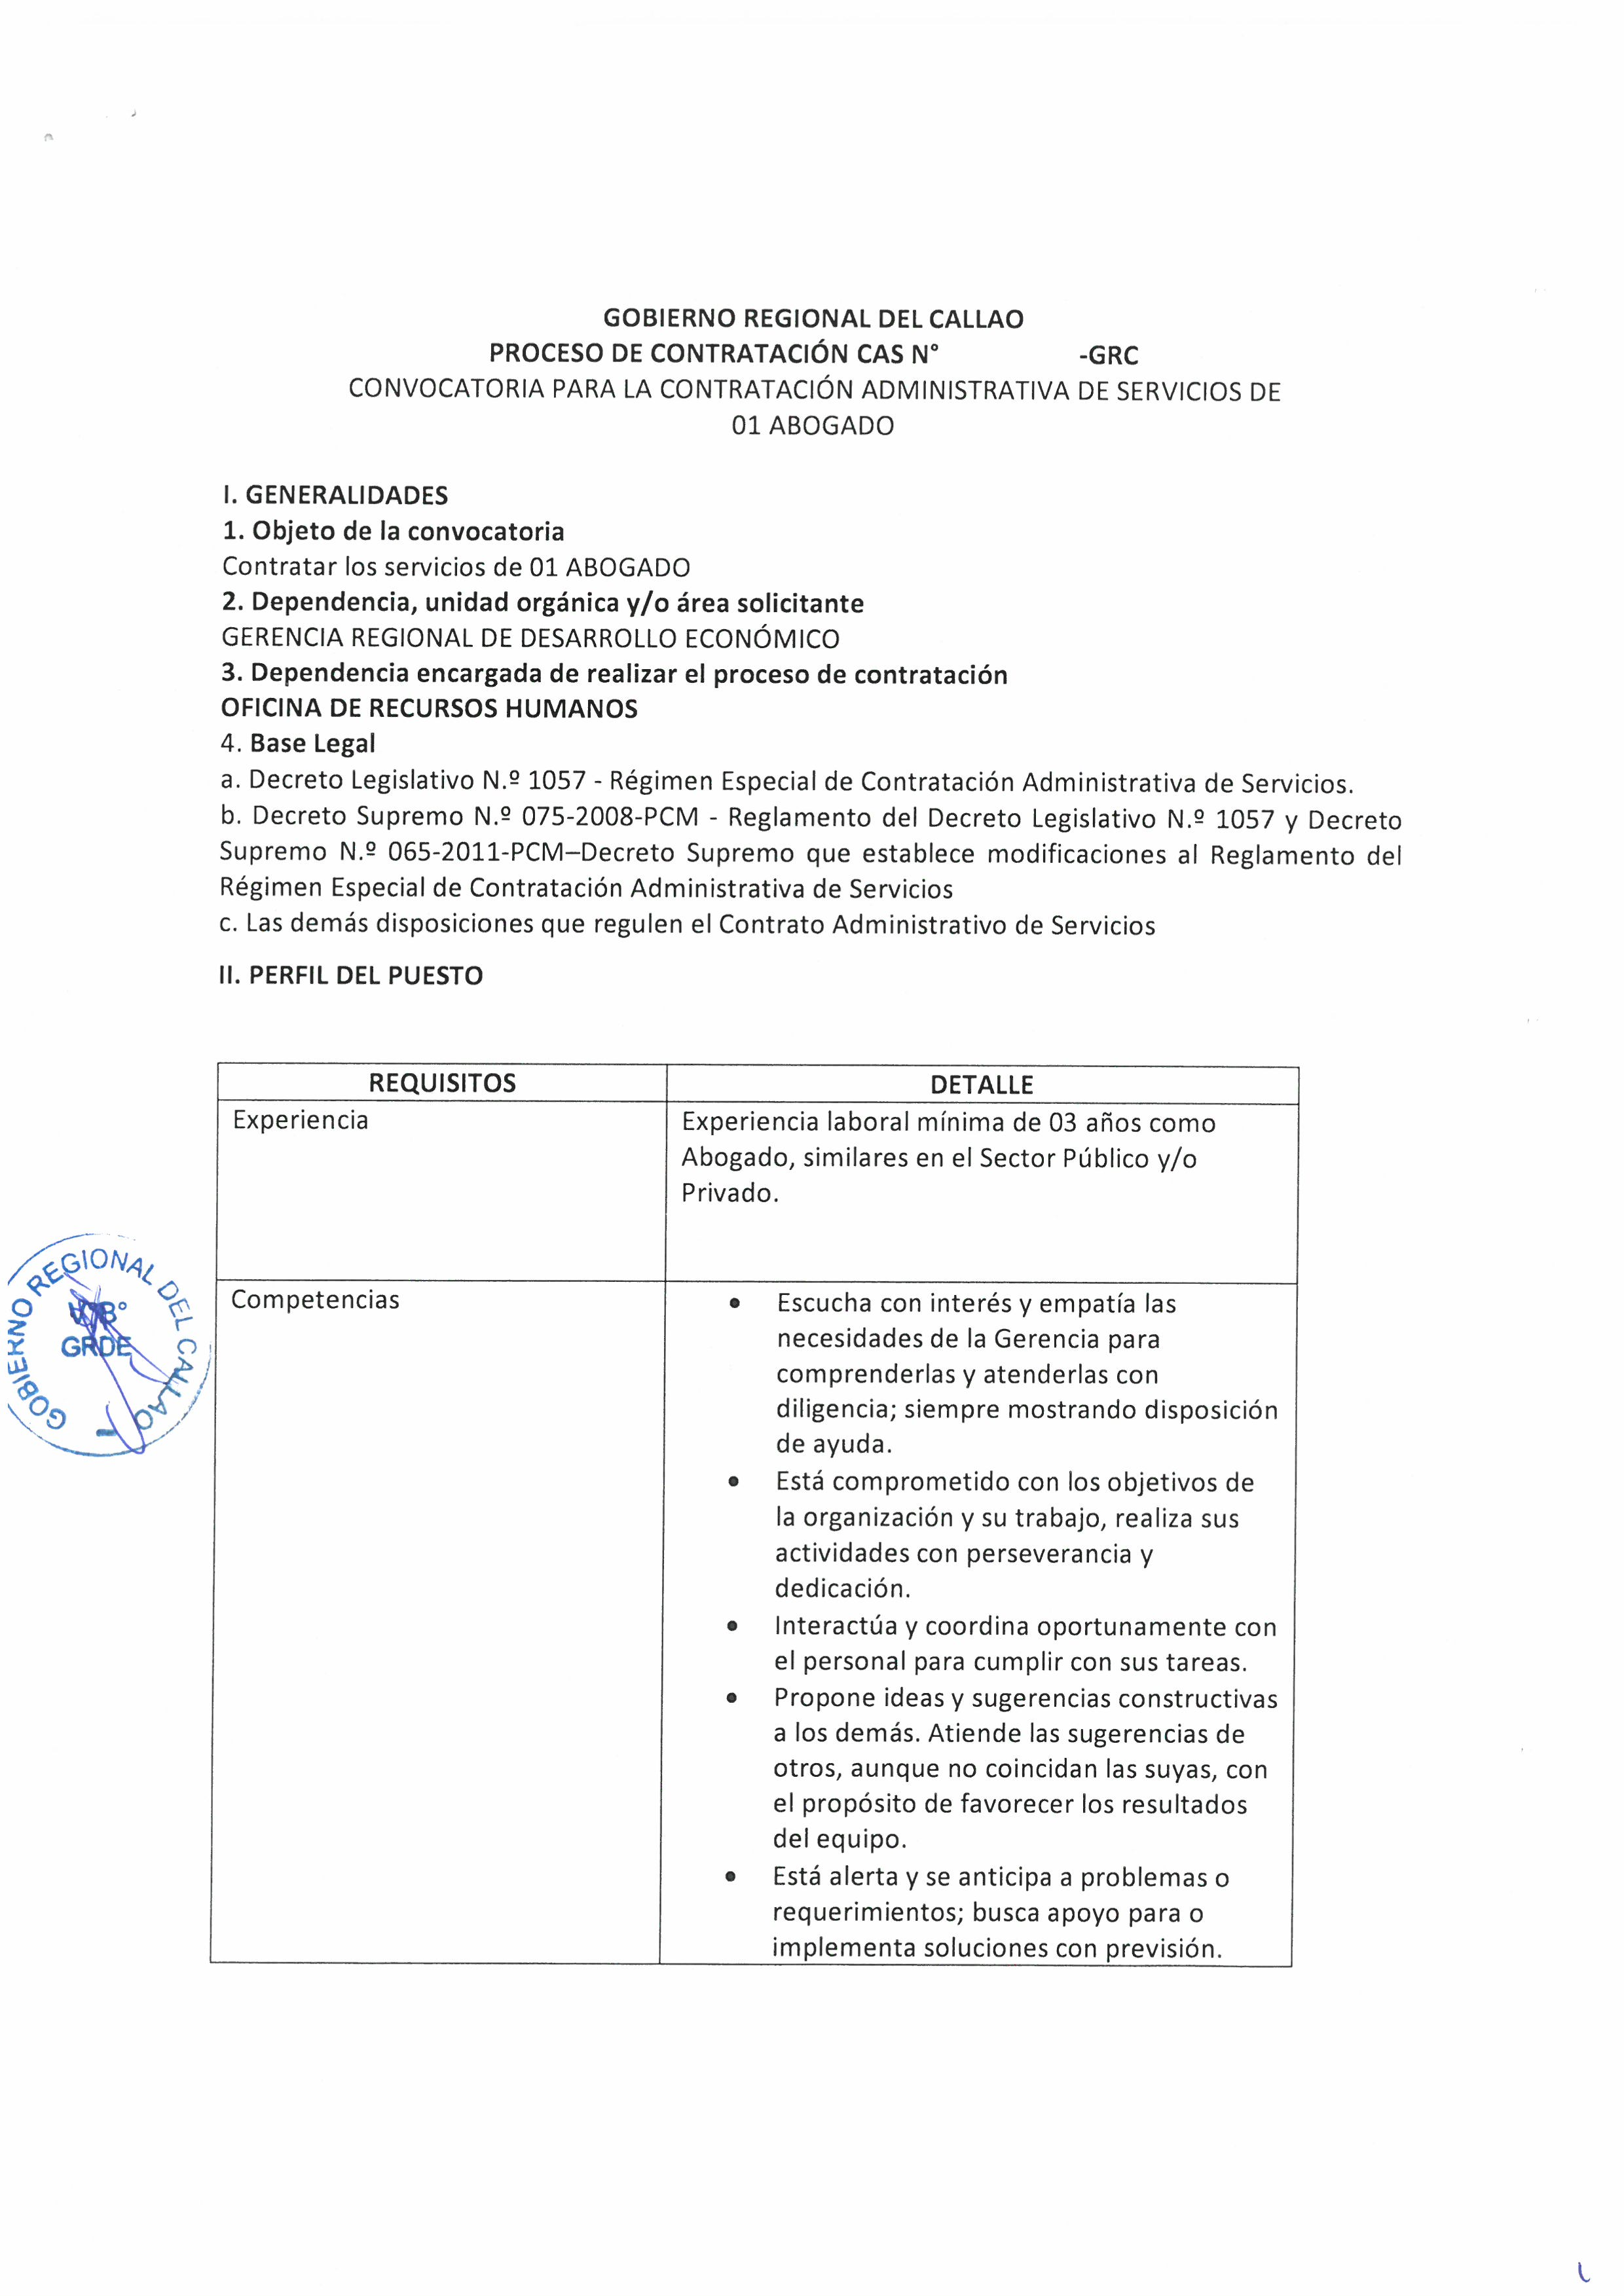 GOBIERNO REGIONAL DEL CALLAO
PROCESO DE CONTRATACIÓN CAS N° -GRC
CONVOCATORIA PARA LA CONTRATACIÓN ADMINISTRATIVA DE SERVICIOS DE
01 ABOGADO
I. GENERALIDADES
1. Objeto de la convocatoria
Contratar los servicios de 01 ABOGADO
2. Dependencia, unidad orgánica y/o área solicitante
GERENCIA REGIONAL DE DESARROLLO ECONÓMICO
3. Dependencia encargada de realizar el proceso de contratación
OFICINA DE RECURSOS HUMANOS
4. Base Legal
a. Decreto Legislativo N.º 1057 - Régimen Especial de Contratación Administrativa de Servicios.
b. Decreto Supremo N.º 075-2008-PCM - Reglamento del Decreto Legislativo N.º 1057 y Decreto
Supremo N.º 065-2011-PCM–Decreto Supremo que establece modificaciones al Reglamento del
Régimen Especial de Contratación Administrativa de Servicios
c. Las demás disposiciones que regulen el Contrato Administrativo de Servicios
II. PERFIL DEL PUESTO
REQUISITOS
DETALLE
Experiencia
Experiencia laboral mínima de 03 años como
Abogado, similares en el Sector Público y/o
Privado.
Competencias
• Escucha con interés y empatía las
necesidades de la Gerencia para
comprenderlas y atenderlas con
diligencia; siempre mostrando disposición
de ayuda.
• Está comprometido con los objetivos de
la organización y su trabajo, realiza sus
actividades con perseverancia y
dedicación.
• Interactúa y coordina oportunamente con
el personal para cumplir con sus tareas.
• Propone ideas y sugerencias constructivas
a los demás. Atiende las sugerencias de
otros, aunque no coincidan las suyas, con
el propósito de favorecer los resultados
del equipo.
• Está alerta y se anticipa a problemas o
requerimientos; busca apoyo para o
implementa soluciones con previsión.
GOBIERNO REGIONAL DEL CALLAO
GRDE